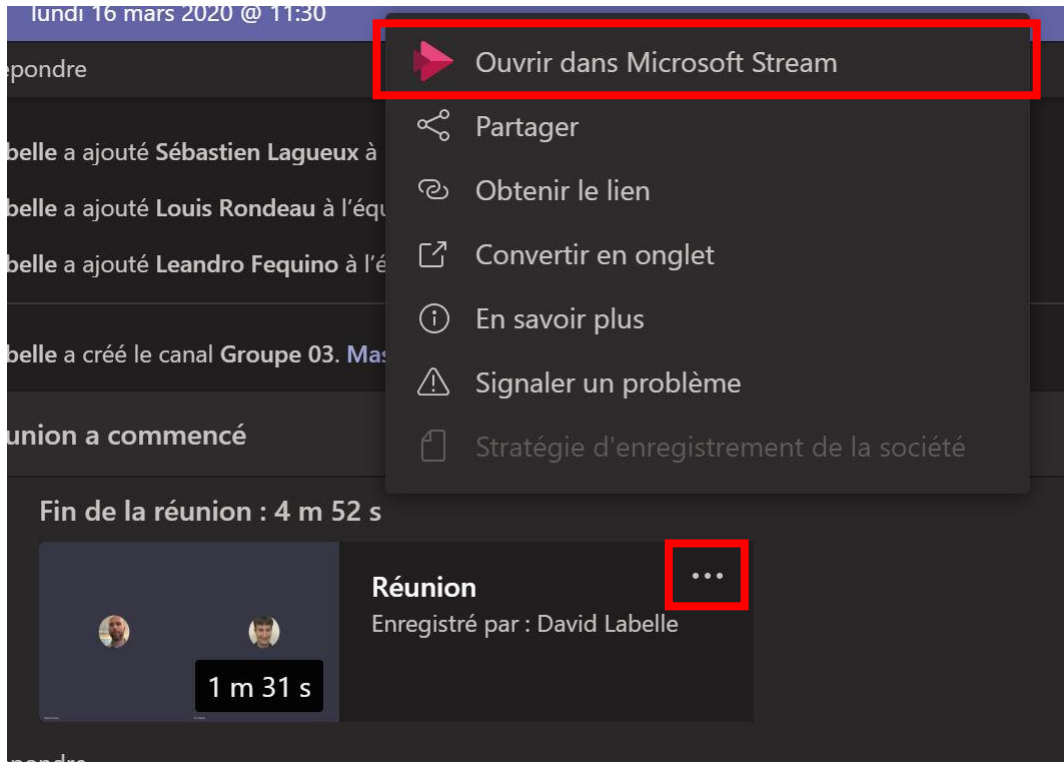 lundi 16 mars 2020 @ 11:30
épondre
Ouvrir dans Microsoft Stream
Partager
belle a ajouté Sébastien Lagueux à
Obtenir le lien
belle a ajouté Louis Rondeau à l'équ
Convertir en onglet
belle a ajouté Leandro Fequino à l'é
En savoir plus
belle a créé le canal Groupe 03. Mas
Signaler un problème
union a commencé
Stratégie d'enregistrement de la société
Fin de la réunion : 4 m 52 s
Réunion
Enregistré par : David Labelle
1 m 31 s